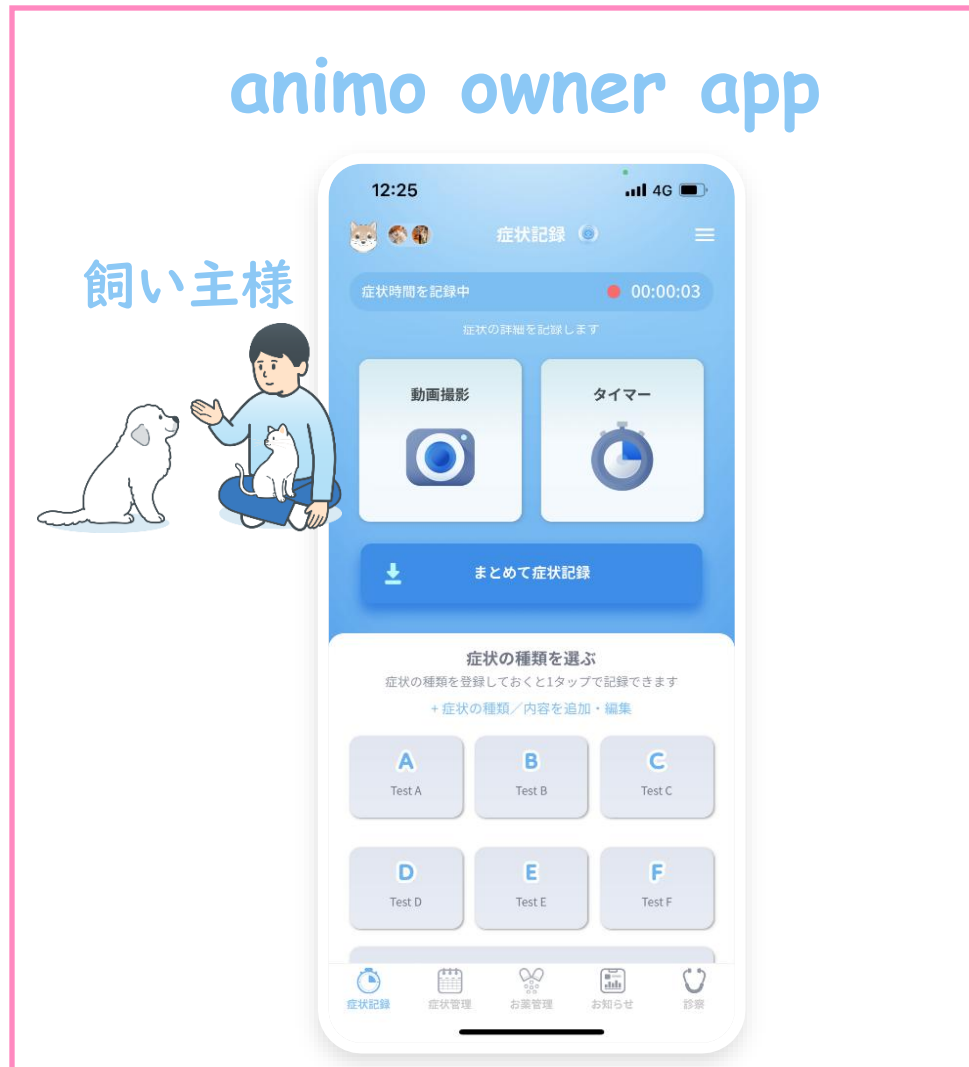 animo owner app
12:25
4G
症状記録
飼い主様
症状時間を記録中
00:00:03
症状の詳細を記録します
動画撮影
タイマー
まとめて症状記録
症状の種類を選ぶ
症状の種類を登録しておくと1タップで記録できます
+ 症状の種類／内容を追加・編集
A
B
C
Test A
Test B
Test C
D
E
F
Test D
Test E
Test F
症状記録
症状管理
お薬管理
お知らせ
診察